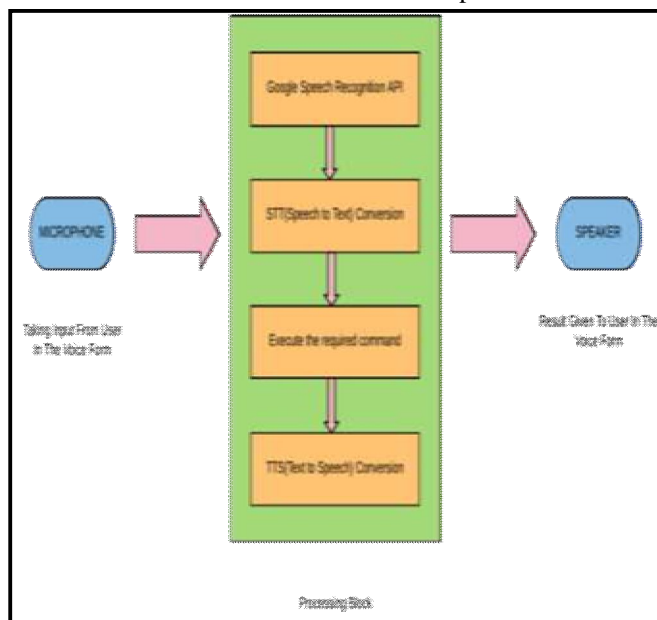 Google Speech Recognition API
STT(Speech to Text) Conversion
MICROPHONE
SPEAKER
Taking Input From User
In The Voice Form
Result Given To User In The
Voice Form
Execute the required command
TTS(Text to Speech) Conversion
Processing Block